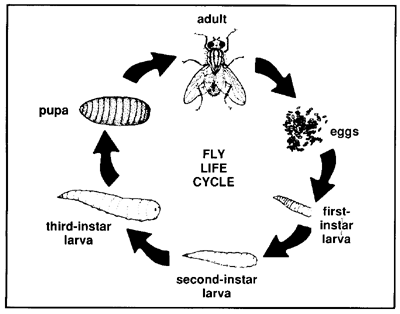 adult
eggs
first-
instar
larva
second-instar
larva
third-instar
larva
pupa
FLY
LIFE
CYCLE